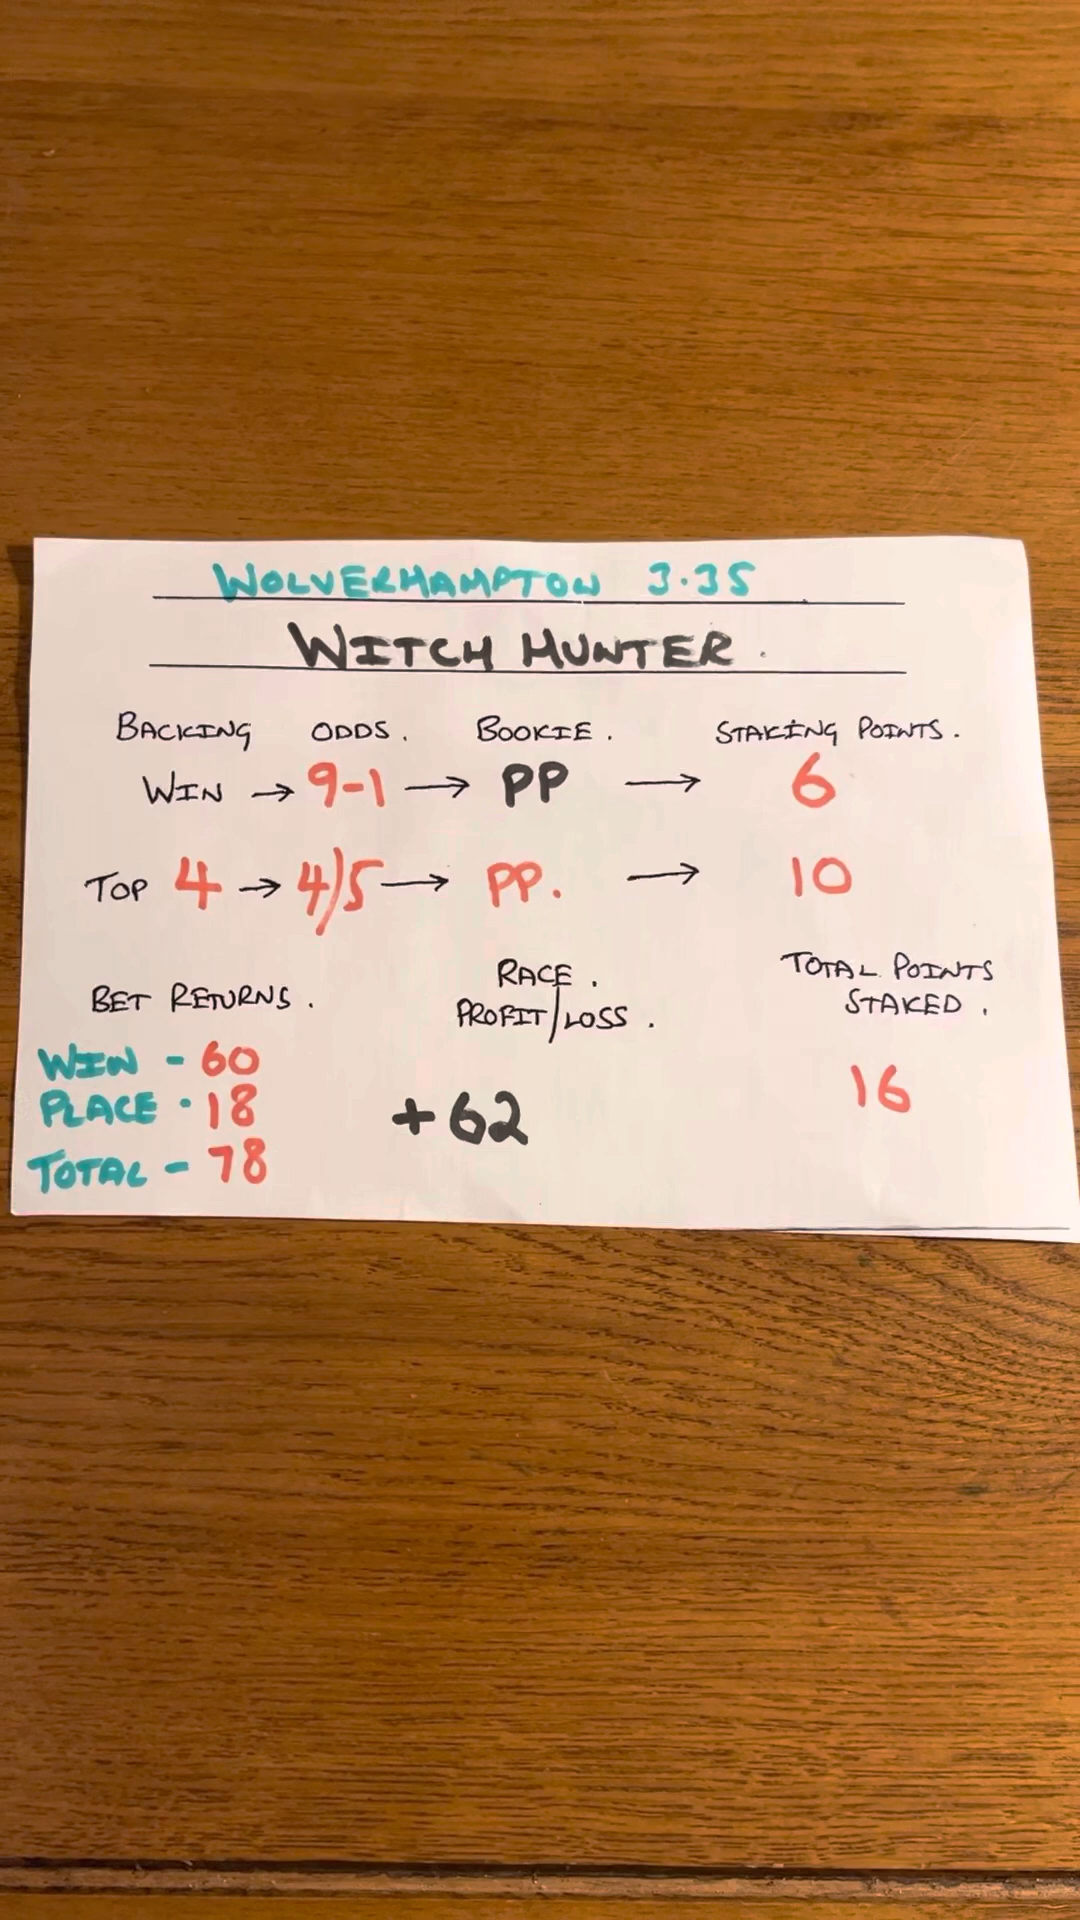 WOLVERHAMPTON 3.35
WITCH HUNTER.
BACKING ODDS. BOOKIE. STAKING POINTS.
WIN → 9-1 → PP → 6
TOP 4 → 4/5 → PP. → 10
BET RETURNS. RACE. PROFIT/LOSS. TOTAL POINTS STAKED.
WIN - 60
PLACE - 18
TOTAL - 78
+62
16